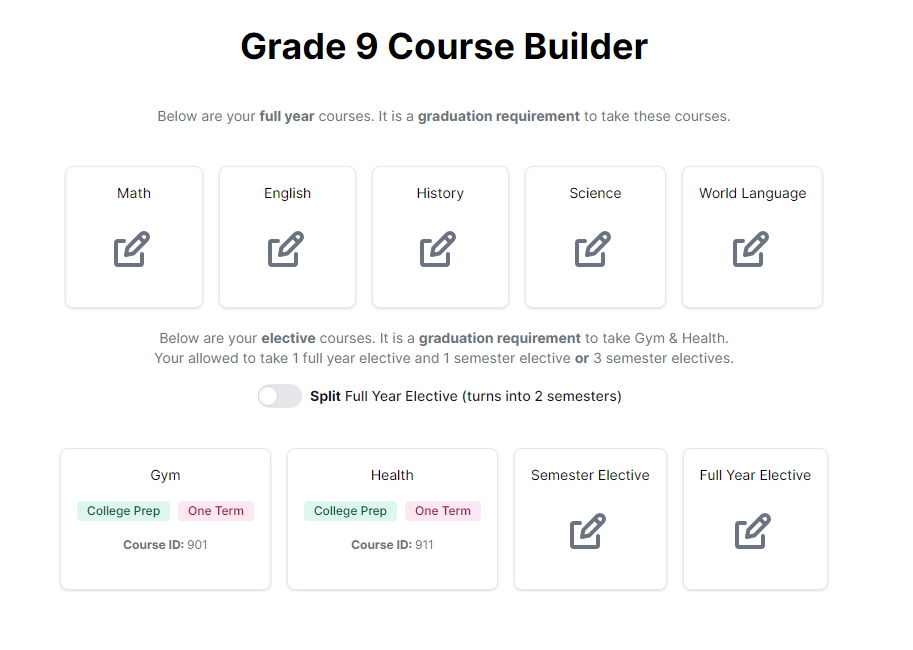 Grade 9 Course Builder
Below are your full year courses. It is a graduation requirement to take these courses.
Math
English
History
Science
World Language
Below are your elective courses. It is a graduation requirement to take Gym & Health.
Your allowed to take 1 full year elective and 1 semester elective or 3 semester electives.
Split Full Year Elective (turns into 2 semesters)
Gym
College Prep
One Term
Course ID: 901
Health
College Prep
One Term
Course ID: 911
Semester Elective
Full Year Elective